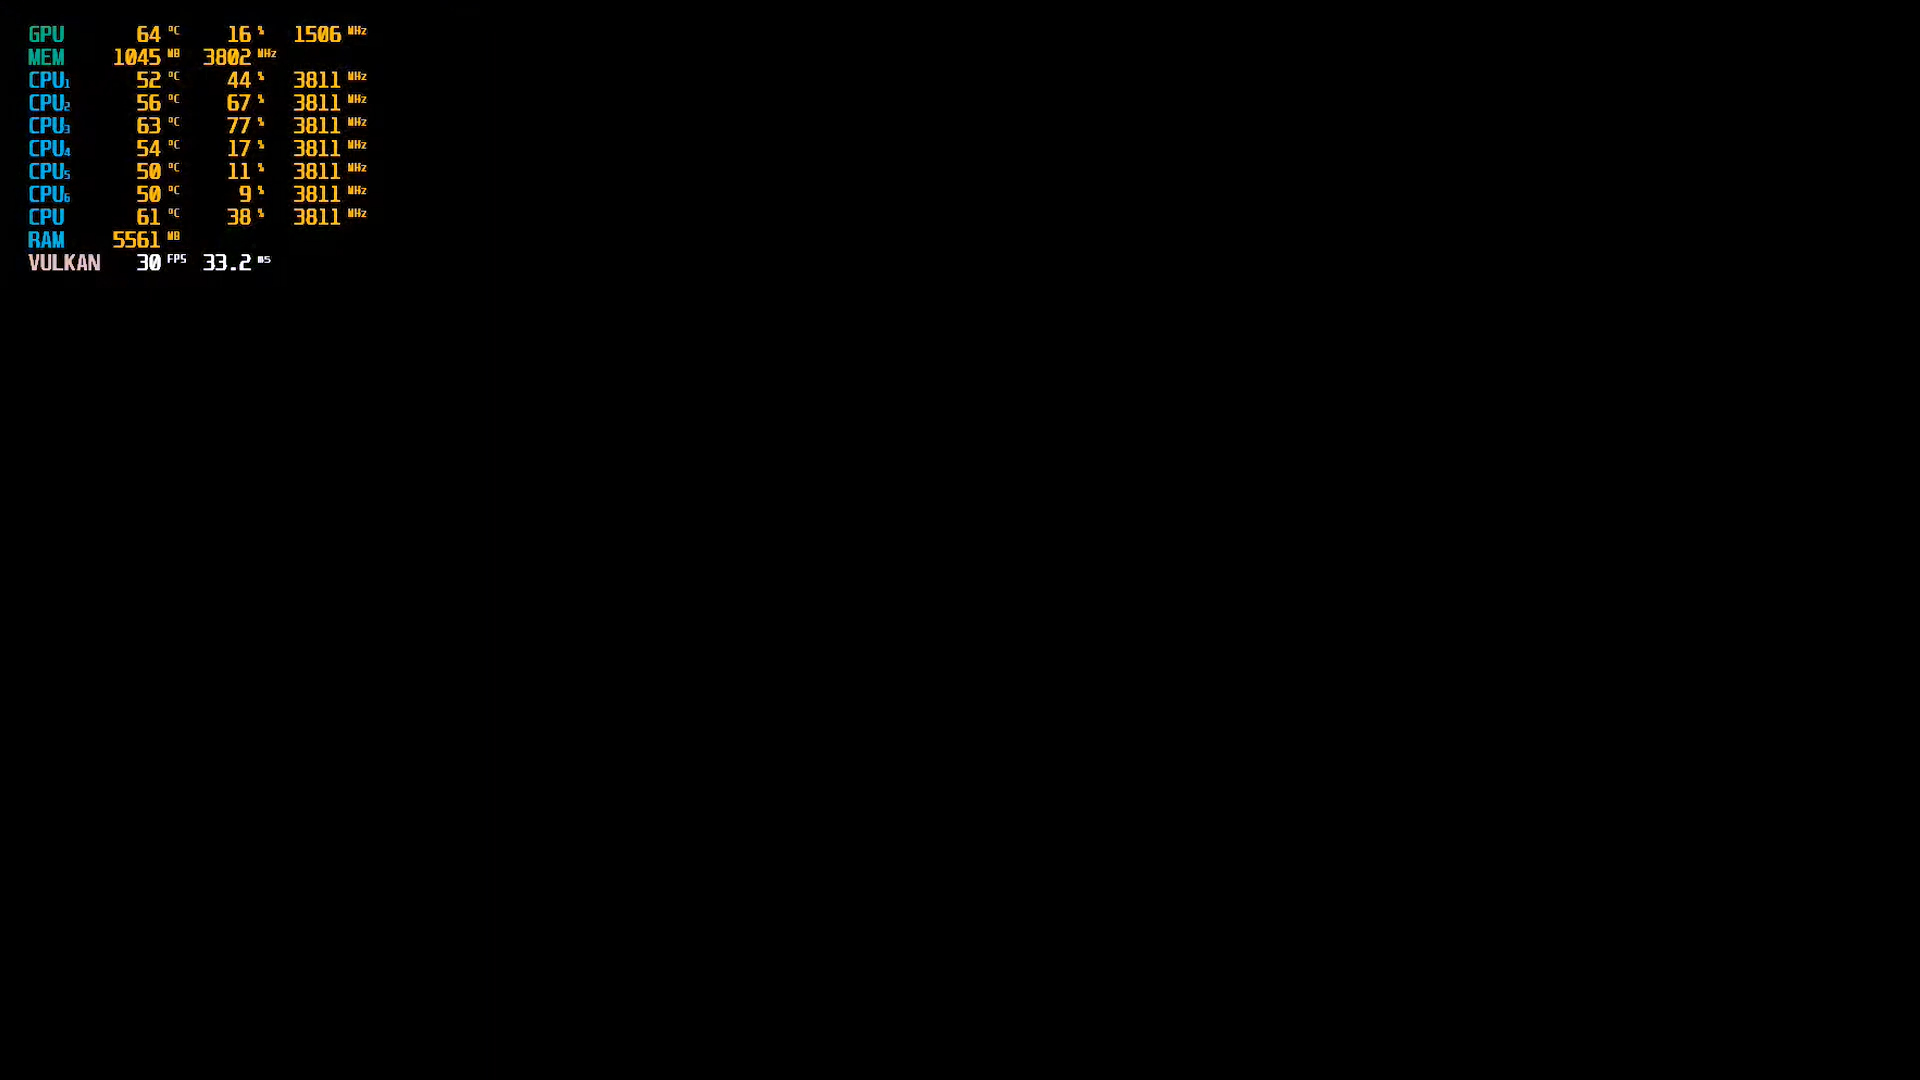 GPU 64 °C 16 % 1506 MHz
MEM 1045 MB 3802 MHz
CPU1 52 °C 44 % 3811 MHz
CPU2 56 °C 67 % 3811 MHz
CPU3 63 °C 77 % 3811 MHz
CPU4 54 °C 17 % 3811 MHz
CPU5 50 °C 11 % 3811 MHz
CPU6 50 °C 9 % 3811 MHz
CPU 61 °C 38 % 3811 MHz
RAM 5561 MB
VULKAN 30 FPS 33.2 ms